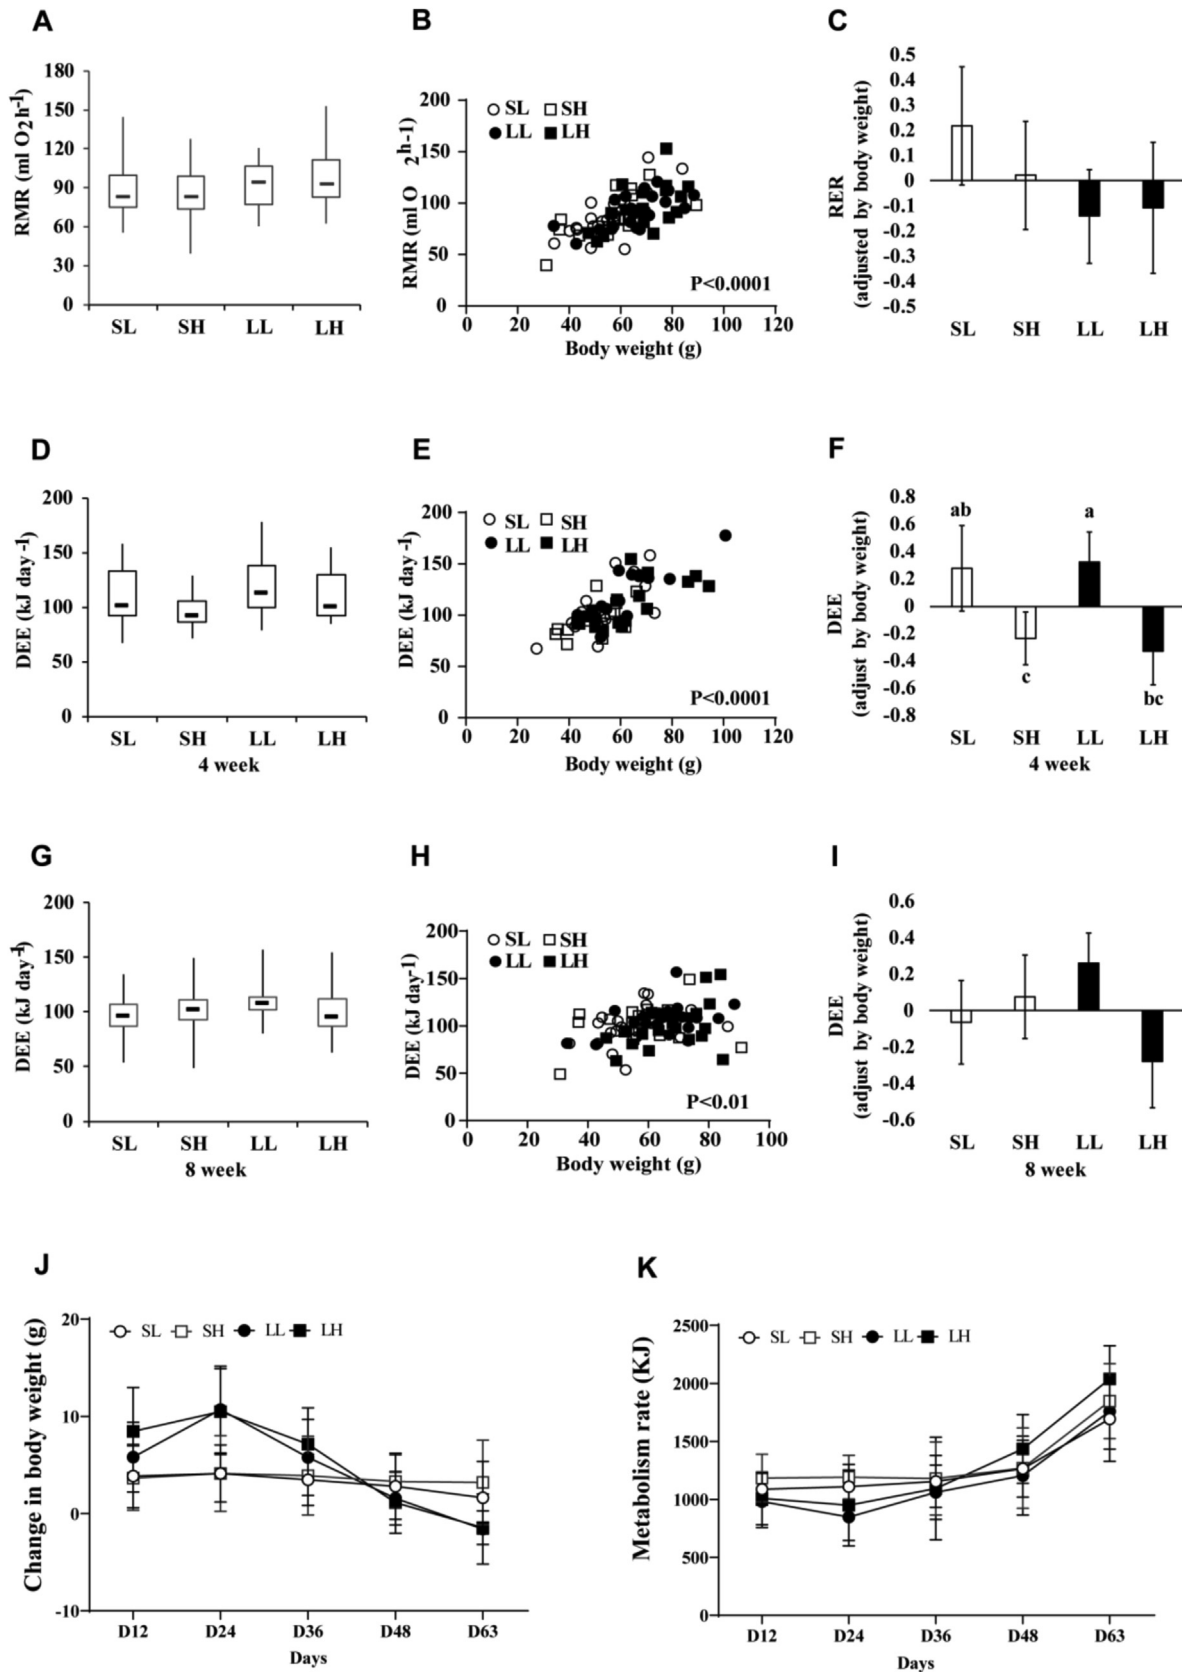 A
RMR (ml O2h-1)
180
150
120
90
60
30
0
SL SH LL LH
B
RMR (ml O 2h-1)
200
150
100
50
0
SL SH
LL LH
P<0.0001
0 20 40 60 80 100 120
Body weight (g)
C
RER
(adjusted by body weight)
0.5
0.4
0.3
0.2
0.1
0
-0.1
-0.2
-0.3
-0.4
-0.5
SL SH LL LH
D
DEE (kJ day -1)
200
150
100
50
0
SL SH LL LH
4 week
E
DEE (kJ day -1)
200
150
100
50
0
SL SH
LL LH
P<0.0001
0 20 40 60 80 100 120
Body weight (g)
F
DEE
(adjust by body weight)
0.8
0.6
0.4
0.2
0
-0.2
-0.4
-0.6
-0.8
ab
c
a
bc
SL SH LL LH
4 week
G
DEE (kJ day-1)
200
150
100
50
0
SL SH LL LH
8 week
H
DEE (kJ day-1)
200
150
100
50
0
SL SH
LL LH
P<0.01
0 20 40 60 80 100
Body weight (g)
I
DEE
(adjust by body weight)
0.6
0.4
0.2
0
-0.2
-0.4
-0.6
SL SH LL LH
8 week
J
Change in body weight (g)
20
10
0
-10
SL SH LL LH
D12 D24 D36 D48 D63
Days
K
Metabolism rate (KJ)
2500
2000
1500
1000
500
0
SL SH LL LH
D12 D24 D36 D48 D63
Days